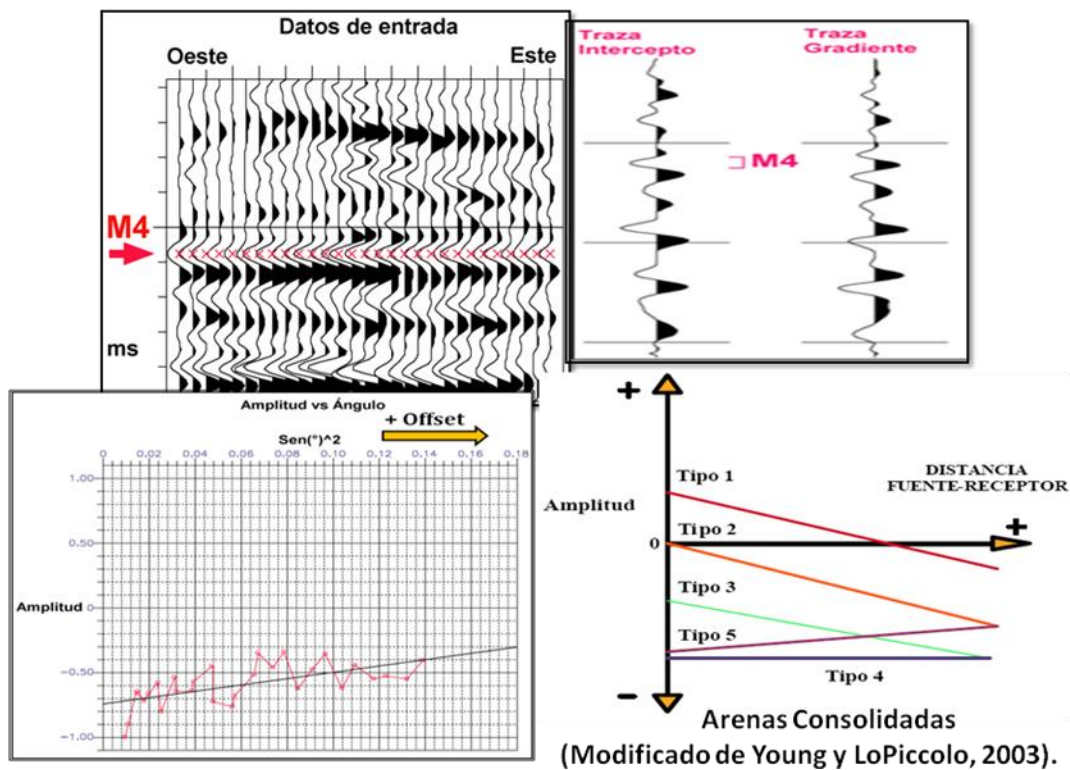 Datos de entrada
Oeste
Este
M4
ms
Traza
Intercepto
Traza
Gradiente
M4
Amplitud vs Ángulo
+ Offset
Sen(°)^2
0 0.02 0.04 0.06 0.08 0.10 0.12 0.14 0.16 0.18
1.00
0.50
Amplitud 0
-0.50
-1.00
+
Tipo 1
DISTANCIA
FUENTE-RECEPTOR
Amplitud
Tipo 2
+
0
Tipo 3
Tipo 5
Tipo 4
-
Arenas Consolidadas
(Modificado de Young y LoPiccolo, 2003).